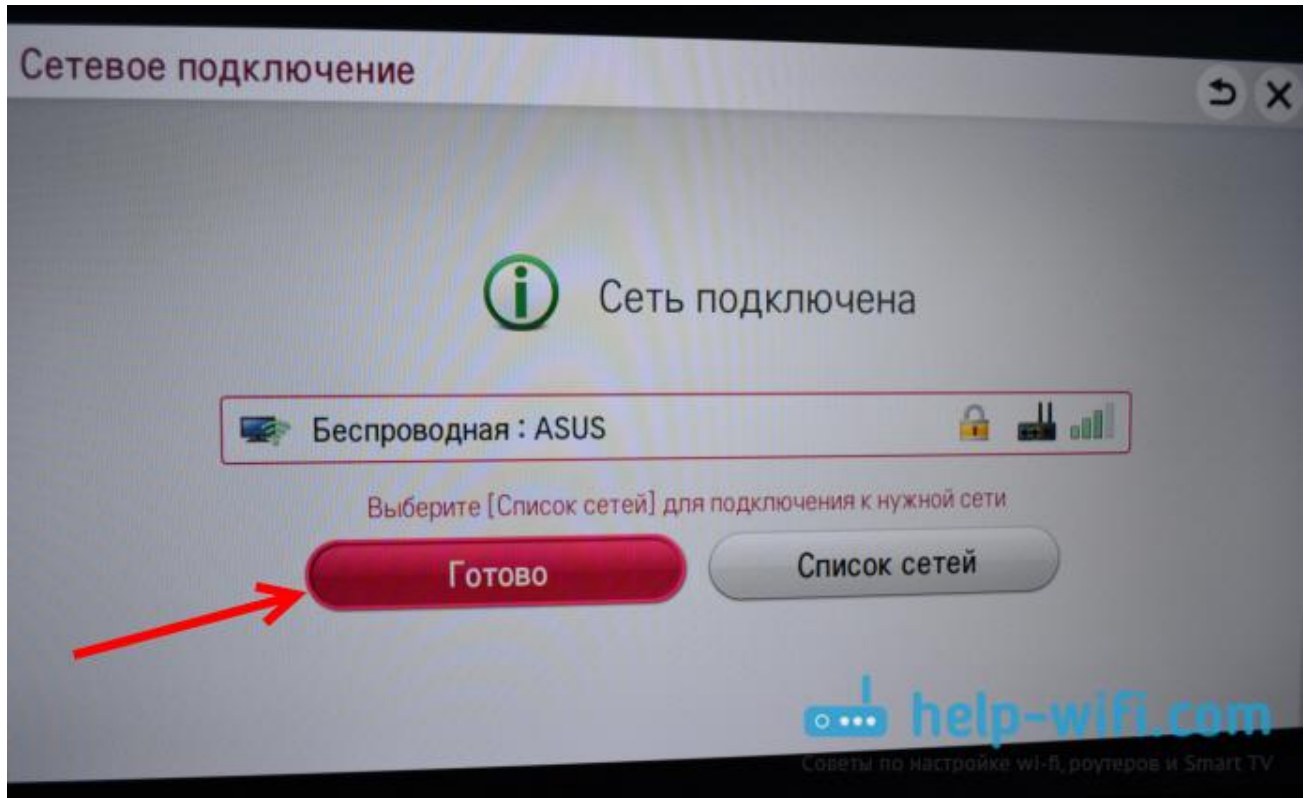 Сетевое подключение
Сеть подключена
Беспроводная : ASUS
Выберите [Список сетей] для подключения к нужной сети
Готово
Список сетей
help-wifi.com
Советы по настройке wi-fi, роутеров и Smart TV